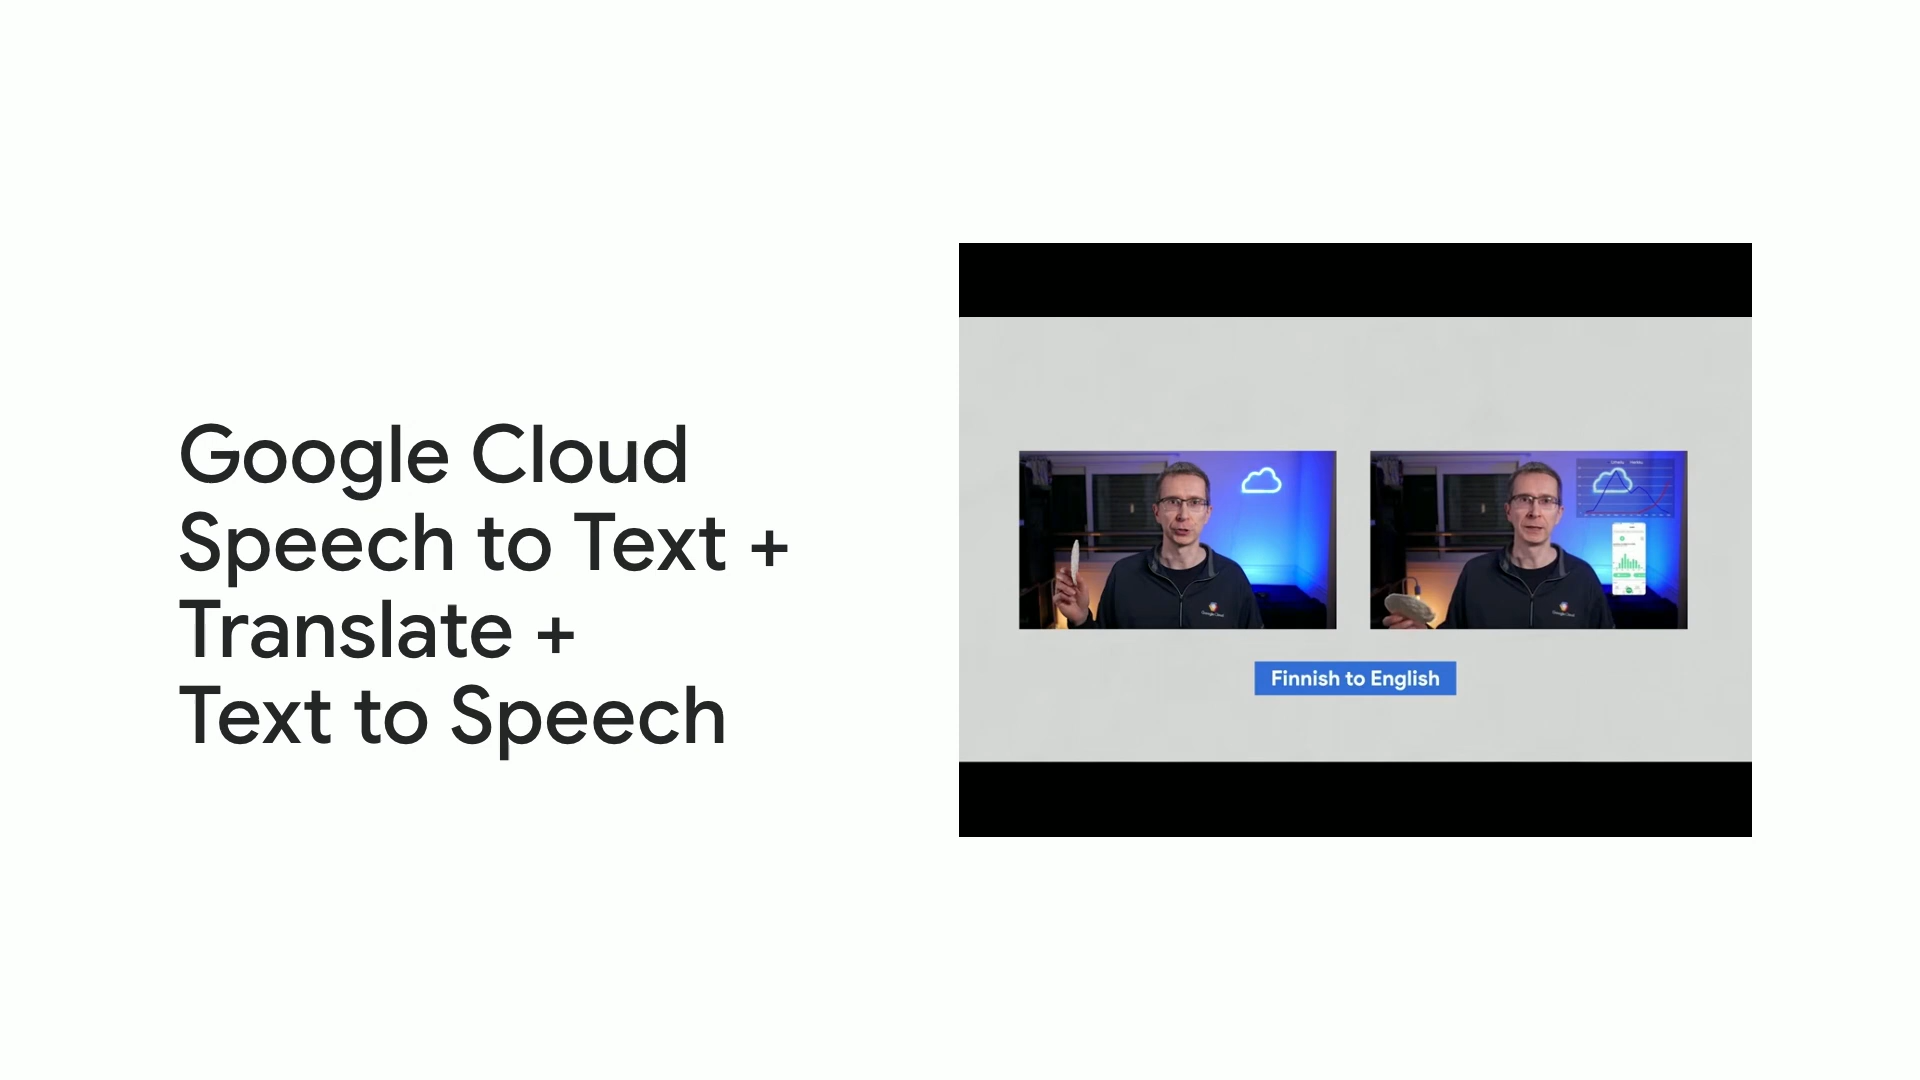 Google Cloud
Speech to Text +
Translate +
Text to Speech
Finnish to English